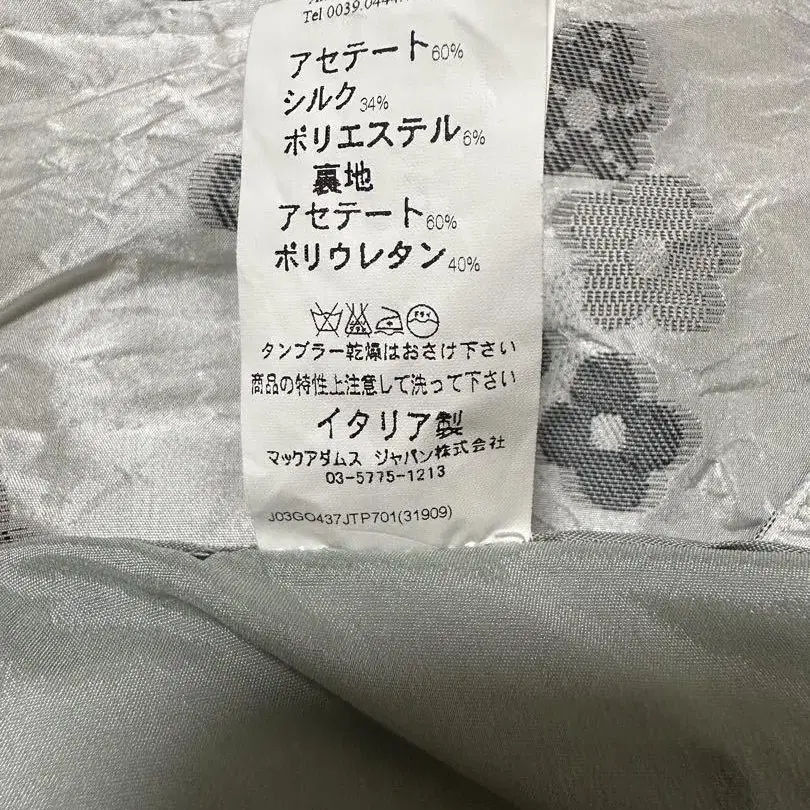 Tel 0039.0444.
アセテート60%
シルク34%
ポリエステル6%
裏地
アセテート60%
ポリウレタン40%
ドライ
タンブラー乾燥はおさけ下さい
商品の特性上注意して洗って下さい
イタリア製
マックアダムス ジャパン株式会社
03-5775-1213
J03GO437JTP701(31909)